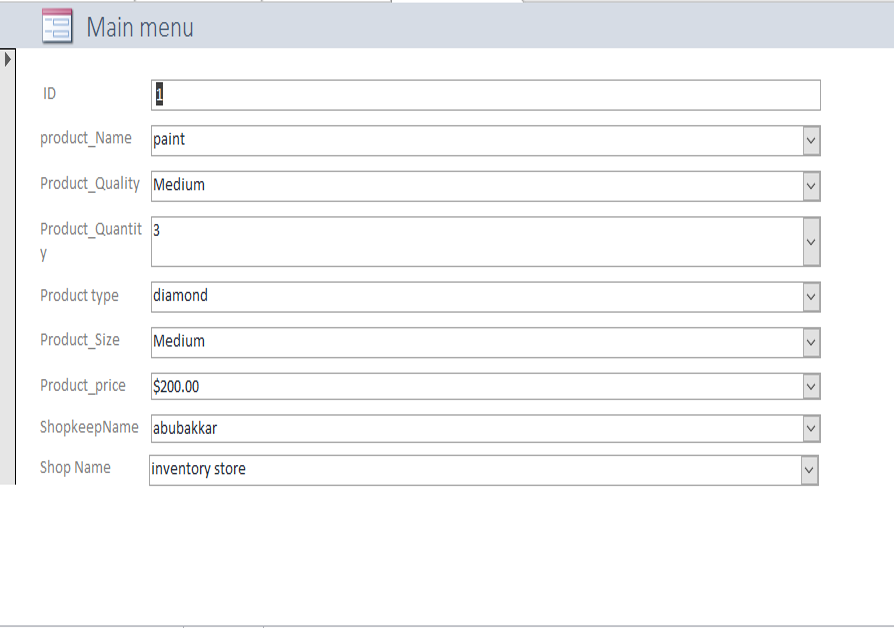 Main menu
ID 1
product_Name paint
Product_Quality Medium
Product_Quantit 3
y
Product type diamond
Product_Size Medium
Product_price $200.00
ShopkeepName abubakkar
Shop Name inventory store